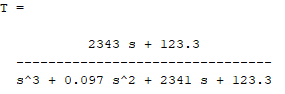 T =
2343 s + 123.3
---------------------------------
s^3 + 0.097 s^2 + 2341 s + 123.3